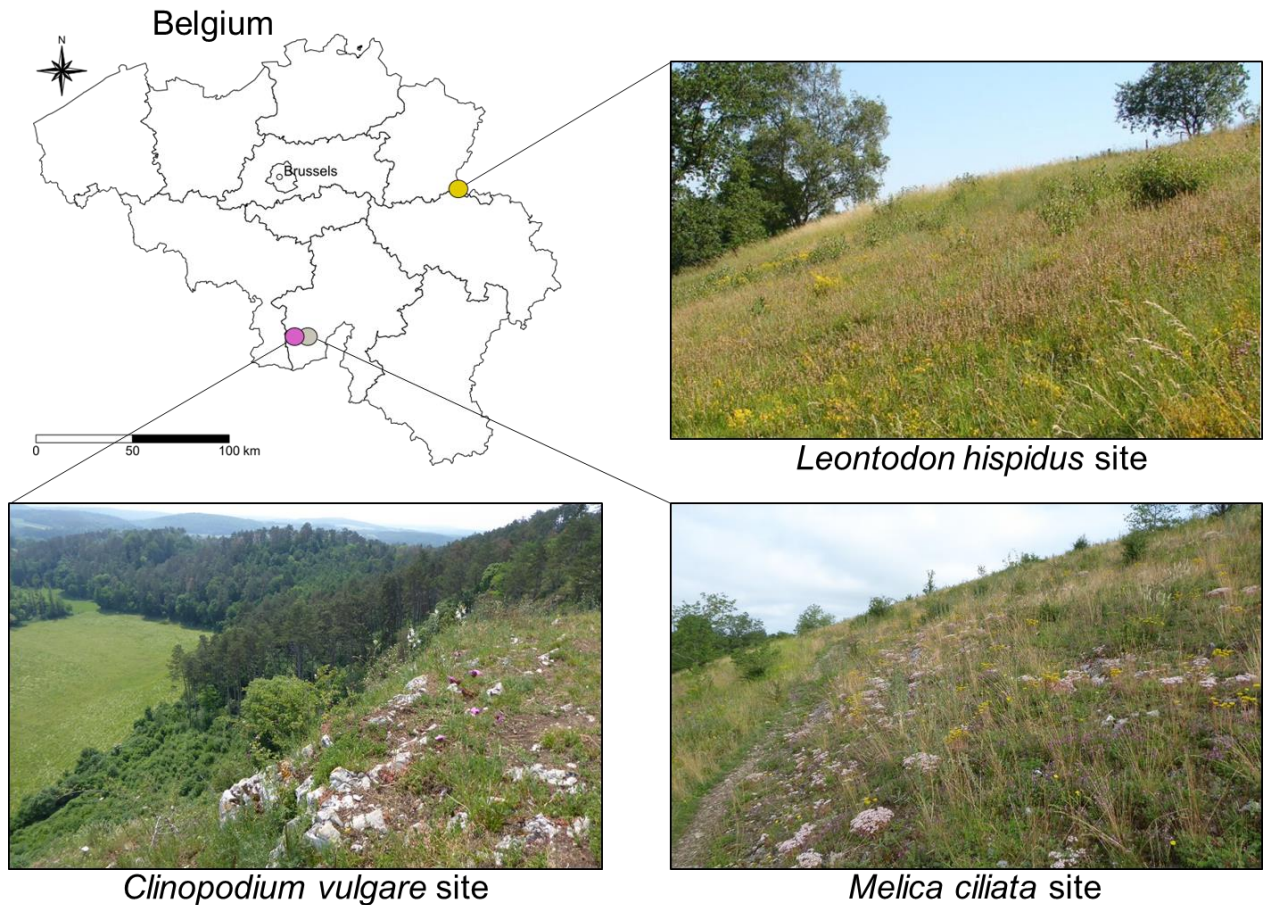 Belgium
N
Brussels
0 50 100 km
Leontodon hispidus site
Clinopodium vulgare site
Melica ciliata site